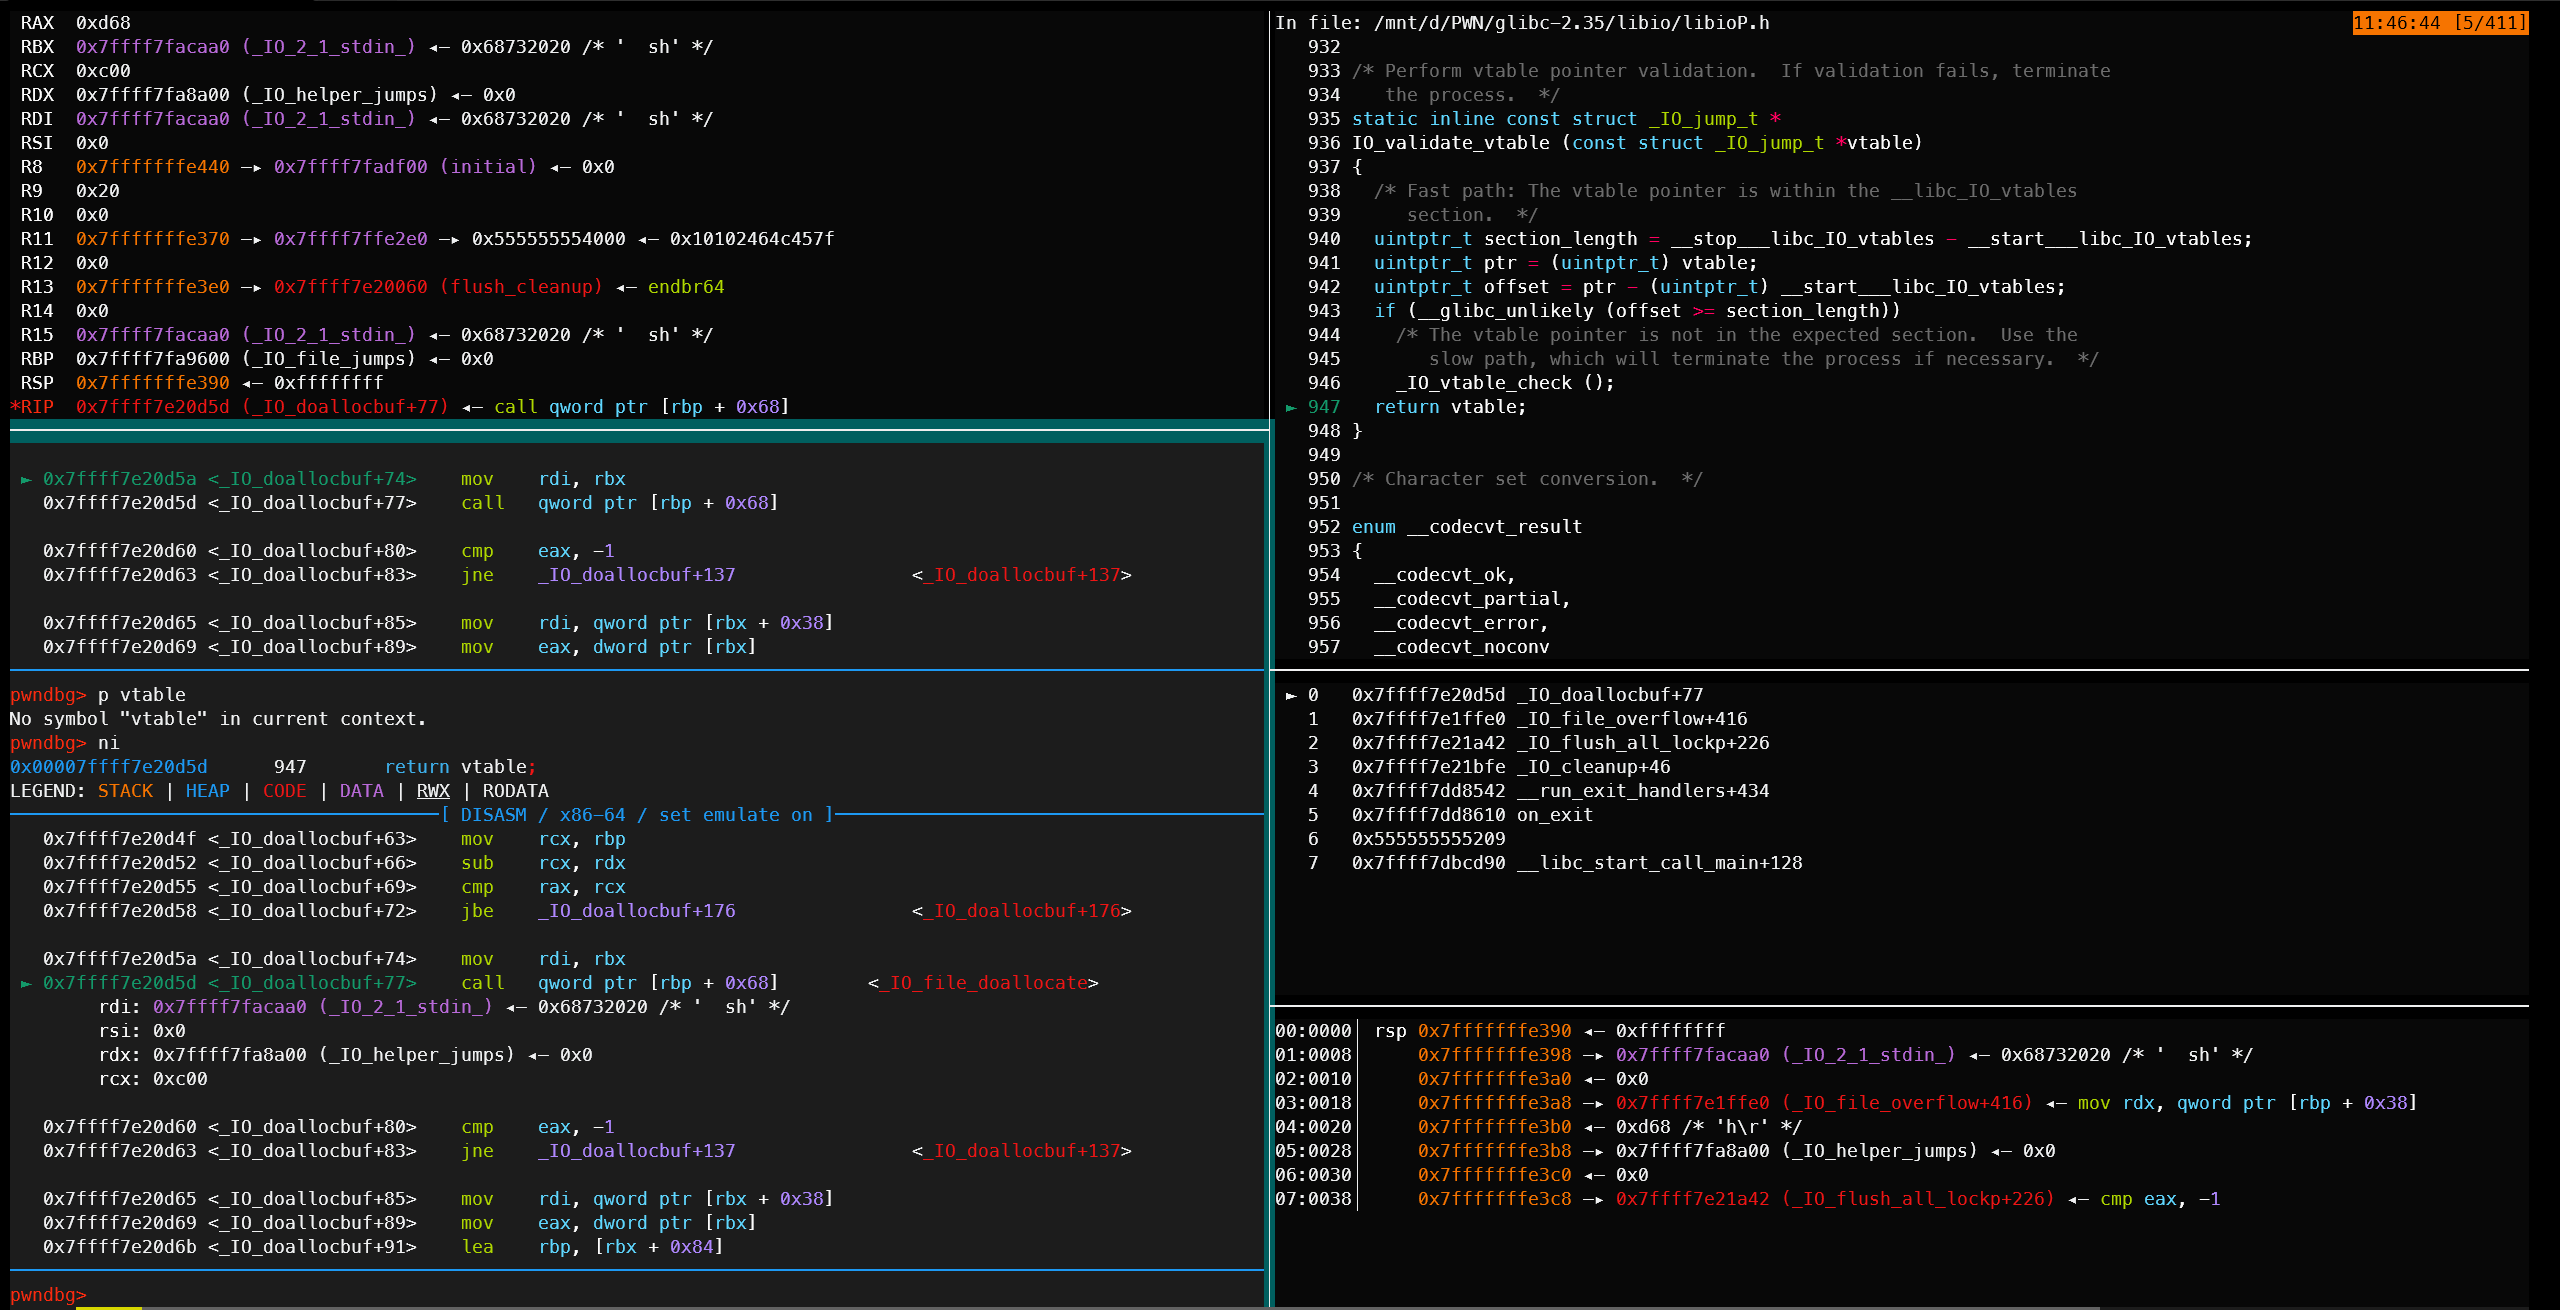 RAX  0xd68
RBX  0x7ffff7facaa0 (_IO_2_1_stdin_) ◂— 0x68732020 /* '  sh' */
RCX  0xc00
RDX  0x7ffff7fa8a00 (_IO_helper_jumps) ◂— 0x0
RDI  0x7ffff7facaa0 (_IO_2_1_stdin_) ◂— 0x68732020 /* '  sh' */
RSI  0x0
R8   0x7fffffffe440 —▸ 0x7ffff7fadf00 (initial) ◂— 0x0
R9   0x20
R10  0x0
R11  0x7fffffffe370 —▸ 0x7ffff7ffe2e0 —▸ 0x555555554000 ◂— 0x10102464c457f
R12  0x0
R13  0x7fffffffe3e0 —▸ 0x7ffff7e20060 (flush_cleanup) ◂— endbr64
R14  0x0
R15  0x7ffff7facaa0 (_IO_2_1_stdin_) ◂— 0x68732020 /* '  sh' */
RBP  0x7ffff7fa9600 (_IO_file_jumps) ◂— 0x0
RSP  0x7fffffffe390 ◂— 0xffffffff
*RIP  0x7ffff7e20d5d (_IO_doallocbuf+77) ◂— call qword ptr [rbp + 0x68]
► 0x7ffff7e20d5a <_IO_doallocbuf+74>    mov    rdi, rbx
0x7ffff7e20d5d <_IO_doallocbuf+77>    call   qword ptr [rbp + 0x68]
0x7ffff7e20d60 <_IO_doallocbuf+80>    cmp    eax, -1
0x7ffff7e20d63 <_IO_doallocbuf+83>    jne    _IO_doallocbuf+137                <_IO_doallocbuf+137>
0x7ffff7e20d65 <_IO_doallocbuf+85>    mov    rdi, qword ptr [rbx + 0x38]
0x7ffff7e20d69 <_IO_doallocbuf+89>    mov    eax, dword ptr [rbx]
pwndbg> p vtable
No symbol "vtable" in current context.
pwndbg> ni
0x00007ffff7e20d5d      947       return vtable;
LEGEND: STACK | HEAP | CODE | DATA | RWX | RODATA
[ DISASM / x86-64 / set emulate on ]
0x7ffff7e20d4f <_IO_doallocbuf+63>    mov    rcx, rbp
0x7ffff7e20d52 <_IO_doallocbuf+66>    sub    rcx, rdx
0x7ffff7e20d55 <_IO_doallocbuf+69>    cmp    rax, rcx
0x7ffff7e20d58 <_IO_doallocbuf+72>    jbe    _IO_doallocbuf+176                <_IO_doallocbuf+176>
0x7ffff7e20d5a <_IO_doallocbuf+74>    mov    rdi, rbx
► 0x7ffff7e20d5d <_IO_doallocbuf+77>    call   qword ptr [rbp + 0x68]        <_IO_file_doallocate>
rdi: 0x7ffff7facaa0 (_IO_2_1_stdin_) ◂— 0x68732020 /* '  sh' */
rsi: 0x0
rdx: 0x7ffff7fa8a00 (_IO_helper_jumps) ◂— 0x0
rcx: 0xc00
0x7ffff7e20d60 <_IO_doallocbuf+80>    cmp    eax, -1
0x7ffff7e20d63 <_IO_doallocbuf+83>    jne    _IO_doallocbuf+137                <_IO_doallocbuf+137>
0x7ffff7e20d65 <_IO_doallocbuf+85>    mov    rdi, qword ptr [rbx + 0x38]
0x7ffff7e20d69 <_IO_doallocbuf+89>    mov    eax, dword ptr [rbx]
0x7ffff7e20d6b <_IO_doallocbuf+91>    lea    rbp, [rbx + 0x84]
pwndbg>
In file: /mnt/d/PWN/glibc-2.35/libio/libioP.h
11:46:44 [5/411]
932
933 /* Perform vtable pointer validation.  If validation fails, terminate
934    the process.  */
935 static inline const struct _IO_jump_t *
936 IO_validate_vtable (const struct _IO_jump_t *vtable)
937 {
938   /* Fast path: The vtable pointer is within the __libc_IO_vtables
939      section.  */
940   uintptr_t section_length = __stop___libc_IO_vtables - __start___libc_IO_vtables;
941   uintptr_t ptr = (uintptr_t) vtable;
942   uintptr_t offset = ptr - (uintptr_t) __start___libc_IO_vtables;
943   if (__glibc_unlikely (offset >= section_length))
944     /* The vtable pointer is not in the expected section.  Use the
945        slow path, which will terminate the process if necessary.  */
946     _IO_vtable_check ();
► 947   return vtable;
948 }
949
950 /* Character set conversion.  */
951
952 enum __codecvt_result
953 {
954   __codecvt_ok,
955   __codecvt_partial,
956   __codecvt_error,
957   __codecvt_noconv
► 0   0x7ffff7e20d5d _IO_doallocbuf+77
1   0x7ffff7e1ffe0 _IO_file_overflow+416
2   0x7ffff7e21a42 _IO_flush_all_lockp+226
3   0x7ffff7e21bfe _IO_cleanup+46
4   0x7ffff7dd8542 __run_exit_handlers+434
5   0x7ffff7dd8610 on_exit
6   0x555555555209
7   0x7ffff7dbcd90 __libc_start_call_main+128
00:0000│ rsp 0x7fffffffe390 ◂— 0xffffffff
01:0008│     0x7fffffffe398 —▸ 0x7ffff7facaa0 (_IO_2_1_stdin_) ◂— 0x68732020 /* '  sh' */
02:0010│     0x7fffffffe3a0 ◂— 0x0
03:0018│     0x7fffffffe3a8 —▸ 0x7ffff7e1ffe0 (_IO_file_overflow+416) ◂— mov rdx, qword ptr [rbp + 0x38]
04:0020│     0x7fffffffe3b0 ◂— 0xd68 /* 'h\r' */
05:0028│     0x7fffffffe3b8 —▸ 0x7ffff7fa8a00 (_IO_helper_jumps) ◂— 0x0
06:0030│     0x7fffffffe3c0 ◂— 0x0
07:0038│     0x7fffffffe3c8 —▸ 0x7ffff7e21a42 (_IO_flush_all_lockp+226) ◂— cmp eax, -1